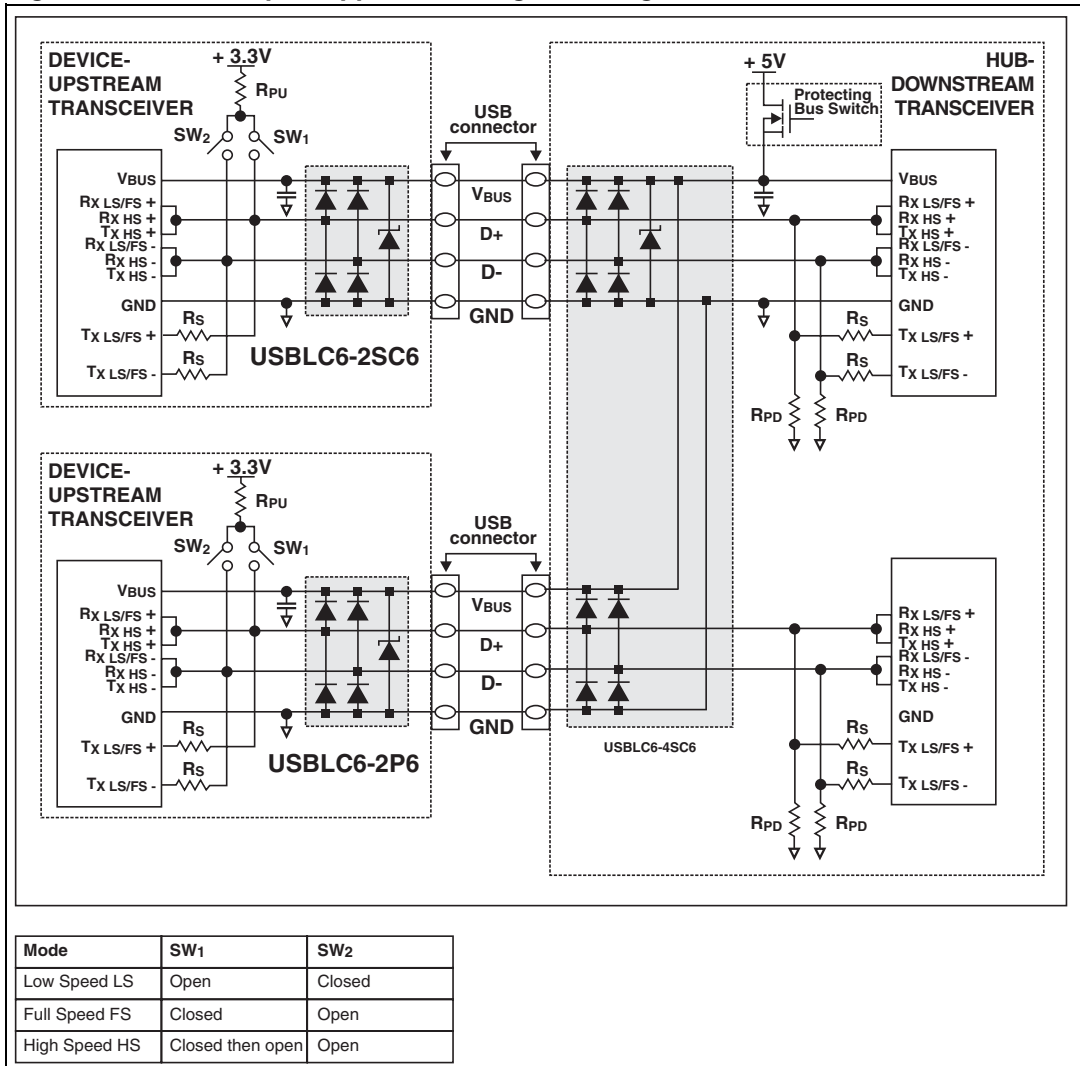 DEVICE-
UPSTREAM
TRANSCEIVER
+ 3.3V
RPU
SW2
SW1
VBUS
RX LS/FS +
RX HS +
TX HS +
RX LS/FS -
RX HS -
TX HS -
GND
TX LS/FS +
TX LS/FS -
RS
RS
USBLC6-2SC6
USB
connector
VBUS
D+
D-
GND
+ 5V
Protecting
Bus Switch
HUB-
DOWNSTREAM
TRANSCEIVER
VBUS
RX LS/FS +
RX HS +
TX HS +
RX LS/FS -
RX HS -
TX HS -
GND
TX LS/FS +
TX LS/FS -
RS
RS
RPD
RPD
DEVICE-
UPSTREAM
TRANSCEIVER
+ 3.3V
RPU
SW2
SW1
VBUS
RX LS/FS +
RX HS +
TX HS +
RX LS/FS -
RX HS -
TX HS -
GND
TX LS/FS +
TX LS/FS -
RS
RS
USBLC6-2P6
USB
connector
VBUS
D+
D-
GND
USBLC6-4SC6
RX LS/FS +
RX HS +
TX HS +
RX LS/FS -
RX HS -
TX HS -
GND
TX LS/FS +
TX LS/FS -
RS
RS
RPD
RPD
Mode SW1 SW2
Low Speed LS Open Closed
Full Speed FS Closed Open
High Speed HS Closed then open Open